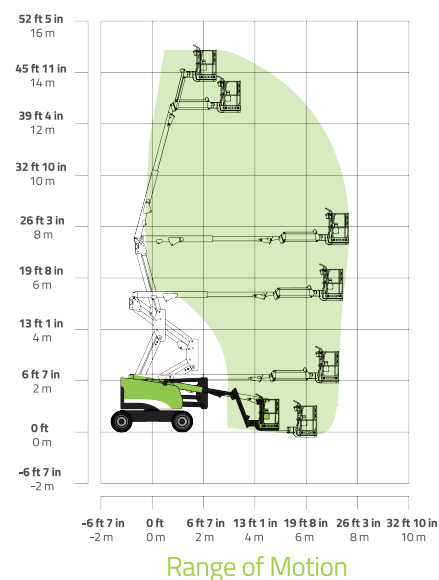 52 ft 5 in
16 m
45 ft 11 in
14 m
39 ft 4 in
12 m
32 ft 10 in
10 m
26 ft 3 in
8 m
19 ft 8 in
6 m
13 ft 1 in
4 m
6 ft 7 in
2 m
0 ft
0 m
-6 ft 7 in
-2 m
-6 ft 7 in 0 ft 6 ft 7 in 13 ft 1 in 19 ft 8 in 26 ft 3 in 32 ft 10 in
-2 m 0 m 2 m 4 m 6 m 8 m 10 m
Range of Motion